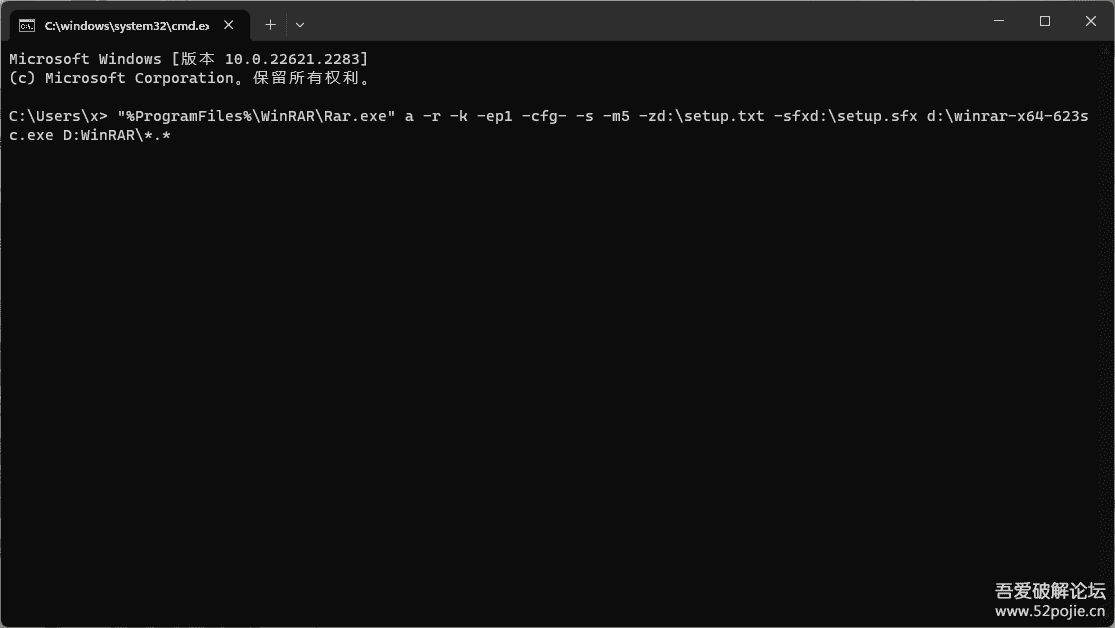 C:\windows\system32\cmd.ex
Microsoft Windows [版本 10.0.22621.2283]
(c) Microsoft Corporation。保留所有权利。
C:\Users\x> "%ProgramFiles%\WinRAR\Rar.exe" a -r -k -ep1 -cfg- -s -m5 -zd:\setup.txt -sfxd:\setup.sfx d:\winrar-x64-623s
c.exe D:WinRAR\*.*
吾爱破解论坛
www.52pojie.cn